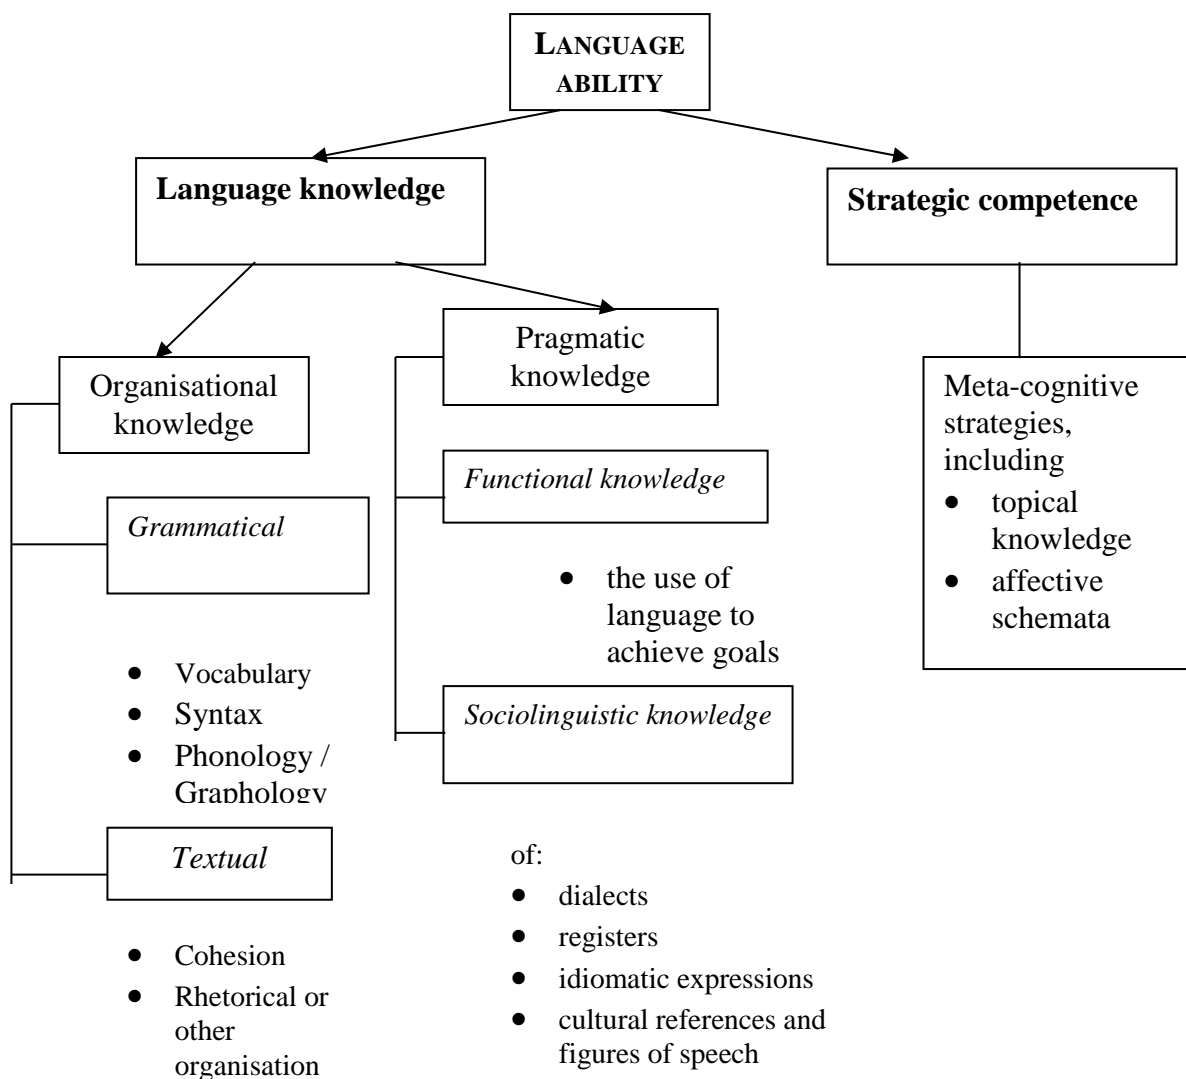 LANGUAGE
ABILITY
Language knowledge
Strategic competence
Organisational
knowledge
Pragmatic
knowledge
Grammatical
● Vocabulary
● Syntax
● Phonology /
Graphology
Textual
● Cohesion
● Rhetorical or
other
organisation
Functional knowledge
● the use of
language to
achieve goals
Sociolinguistic knowledge
of:
● dialects
● registers
● idiomatic expressions
● cultural references and
figures of speech
Meta-cognitive
strategies,
including
● topical
knowledge
● affective
schemata